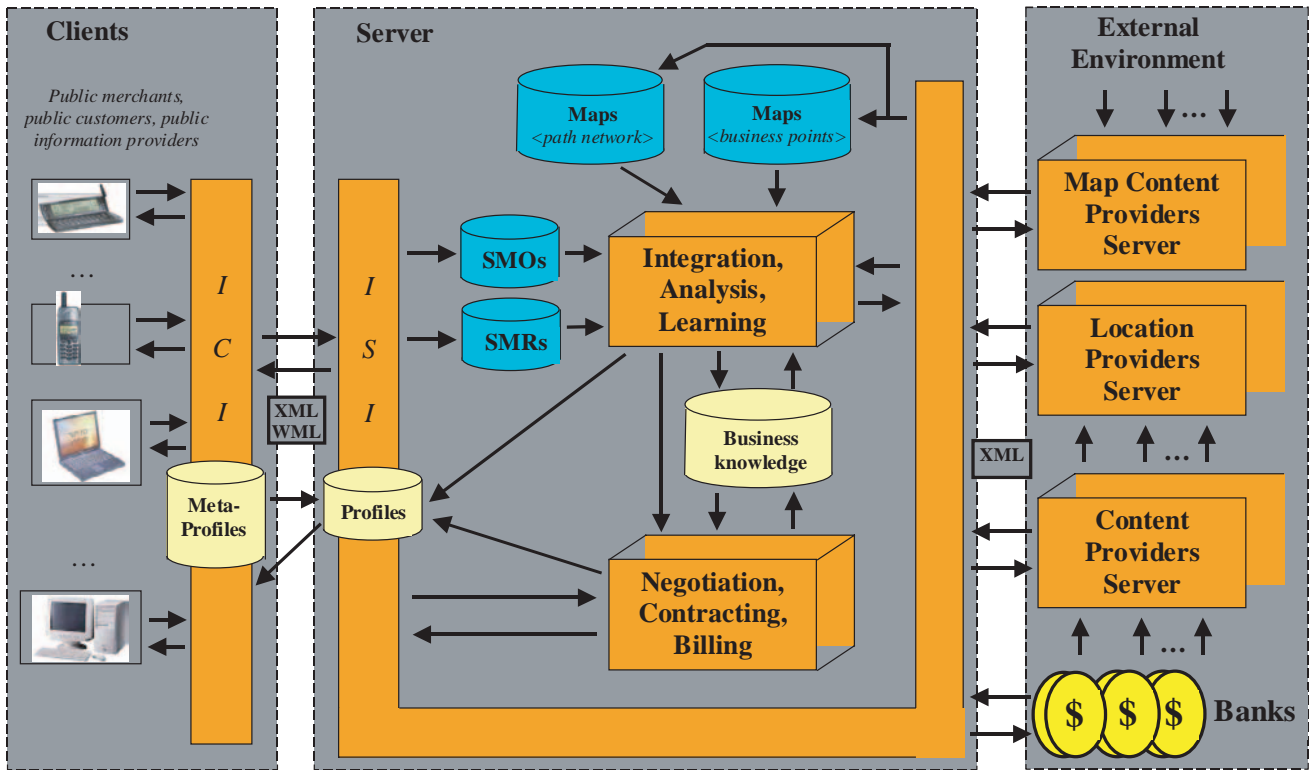 Clients
Public merchants,
public customers, public
information providers
...
I
C
I
Meta-
Profiles
...
XML
WML
Server
I
S
I
Profiles
Maps
<path network>
Maps
<business points>
SMOs
SMRs
Integration,
Analysis,
Learning
Business
knowledge
Negotiation,
Contracting,
Billing
XML
External
Environment
...
Map Content
Providers
Server
Location
Providers
Server
...
Content
Providers
Server
...
$ $ $ Banks